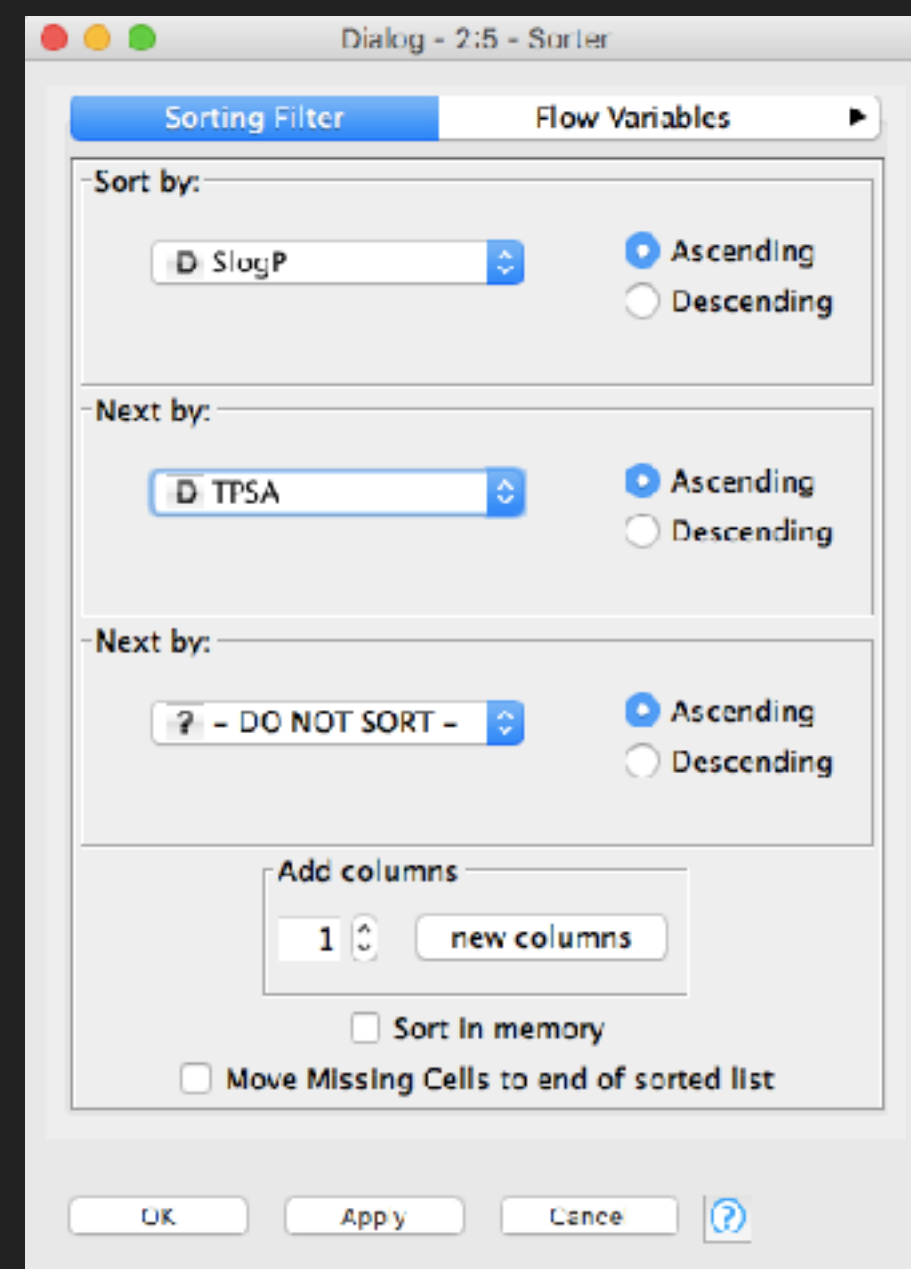 Dialog - 2:5 - Sorter
Sorting Filter Flow Variables ▶
Sort by:
D SlogP
Ascending
Descending
Next by:
D TPSA
Ascending
Descending
Next by:
? - DO NOT SORT -
Ascending
Descending
Add columns
1 new columns
Sort in memory
Move Missing Cells to end of sorted list
OK Apply Cancel ?